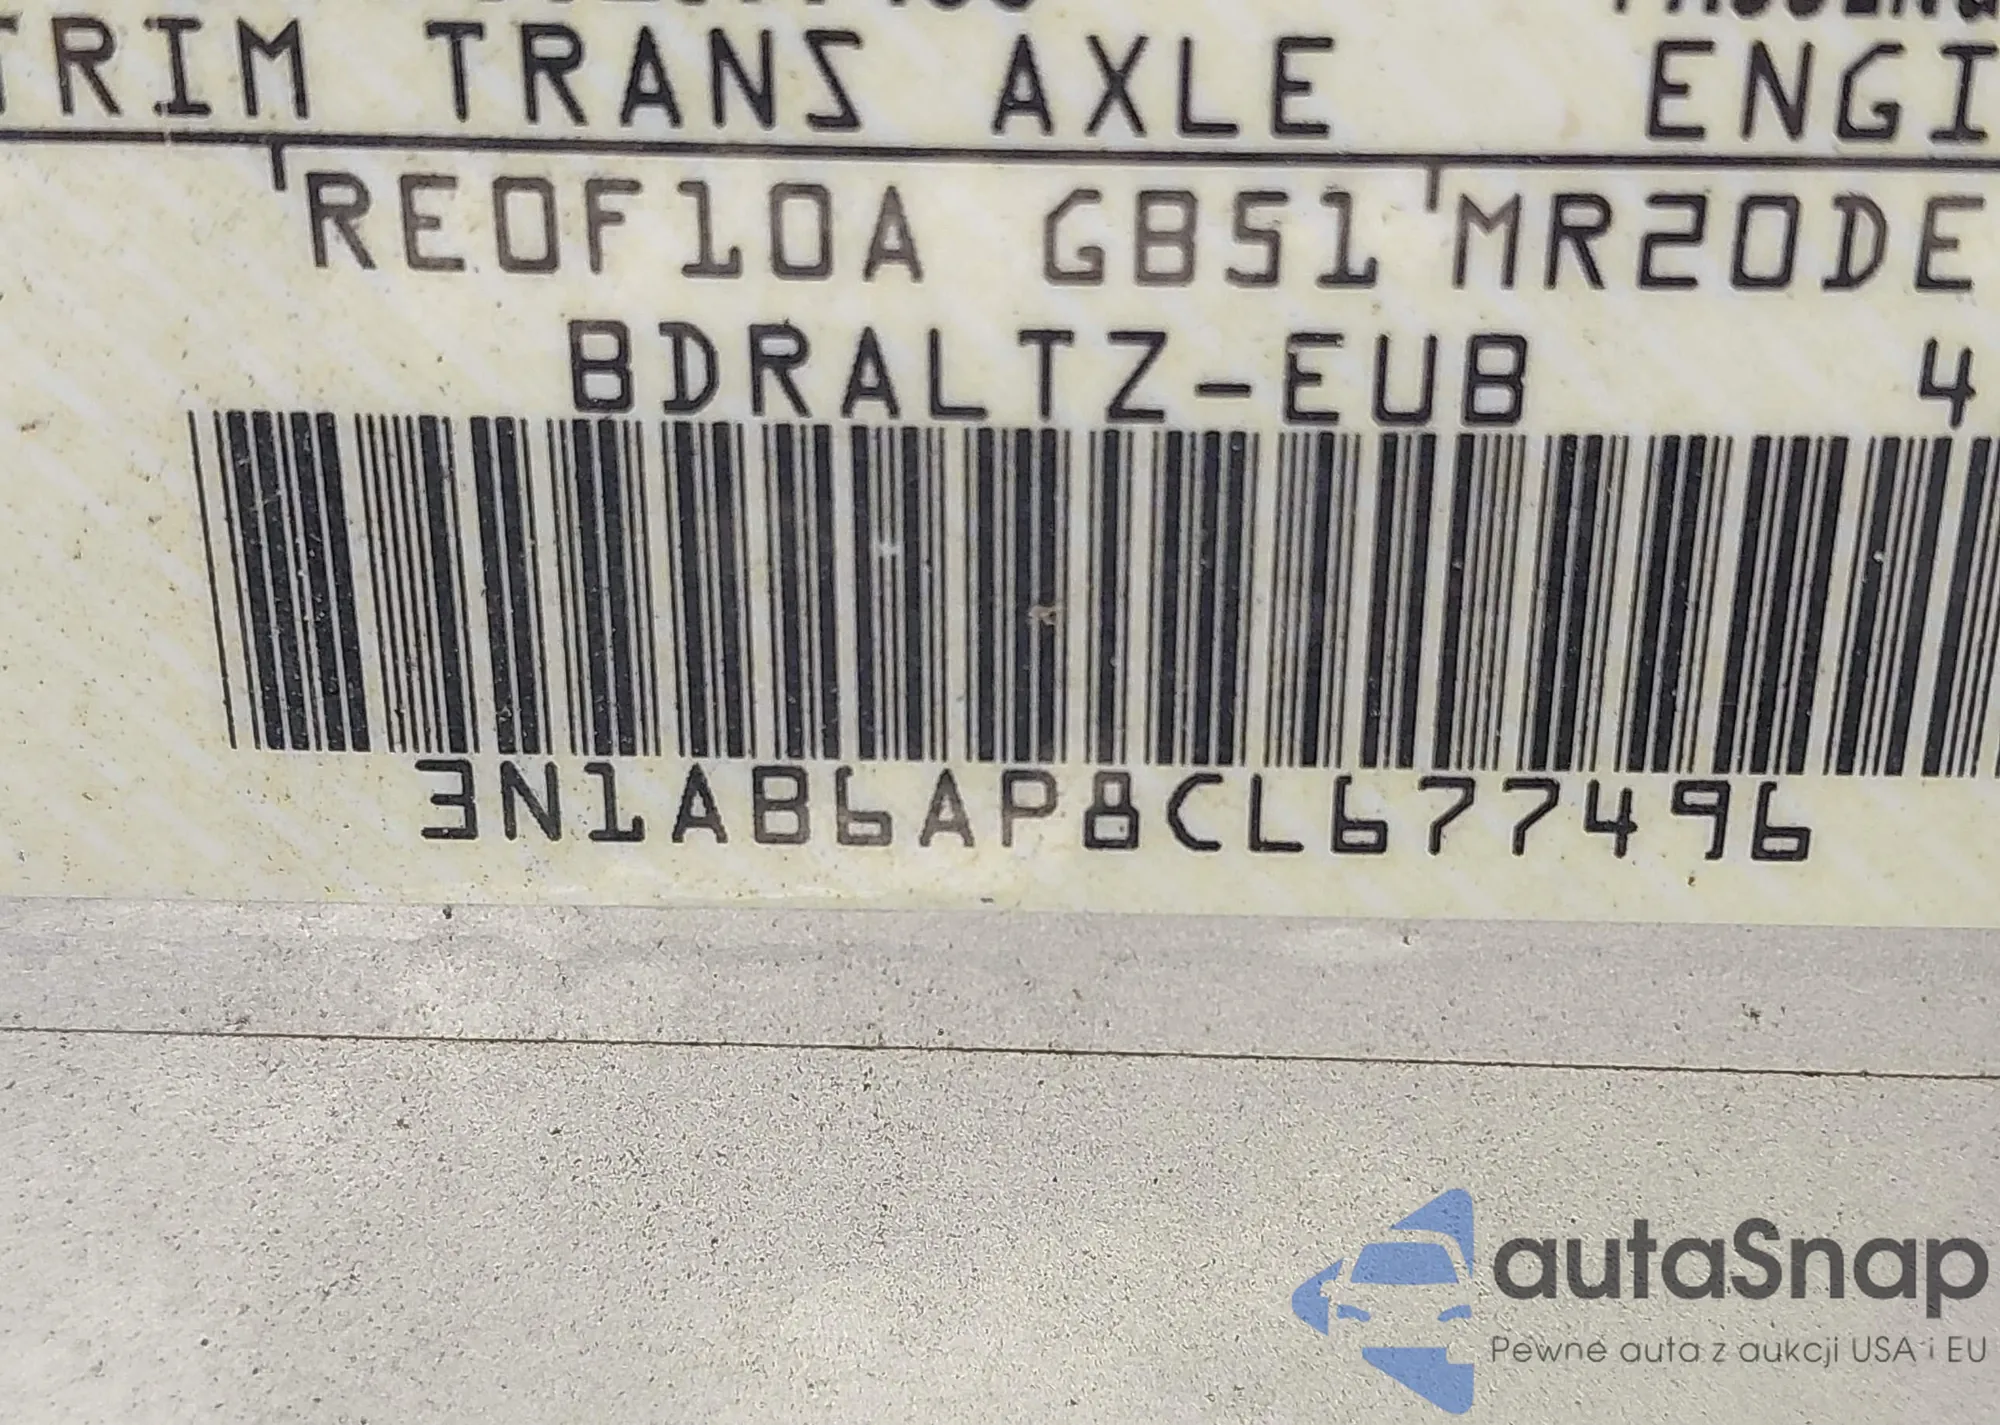 TRIM TRANS AXLE ENGI
RE0F10A GB51 MR20DE
BDRALTZ-EUB 4
3N1AB6AP8CL677496
autaSnap
Pewne auta z aukcji USA i EU